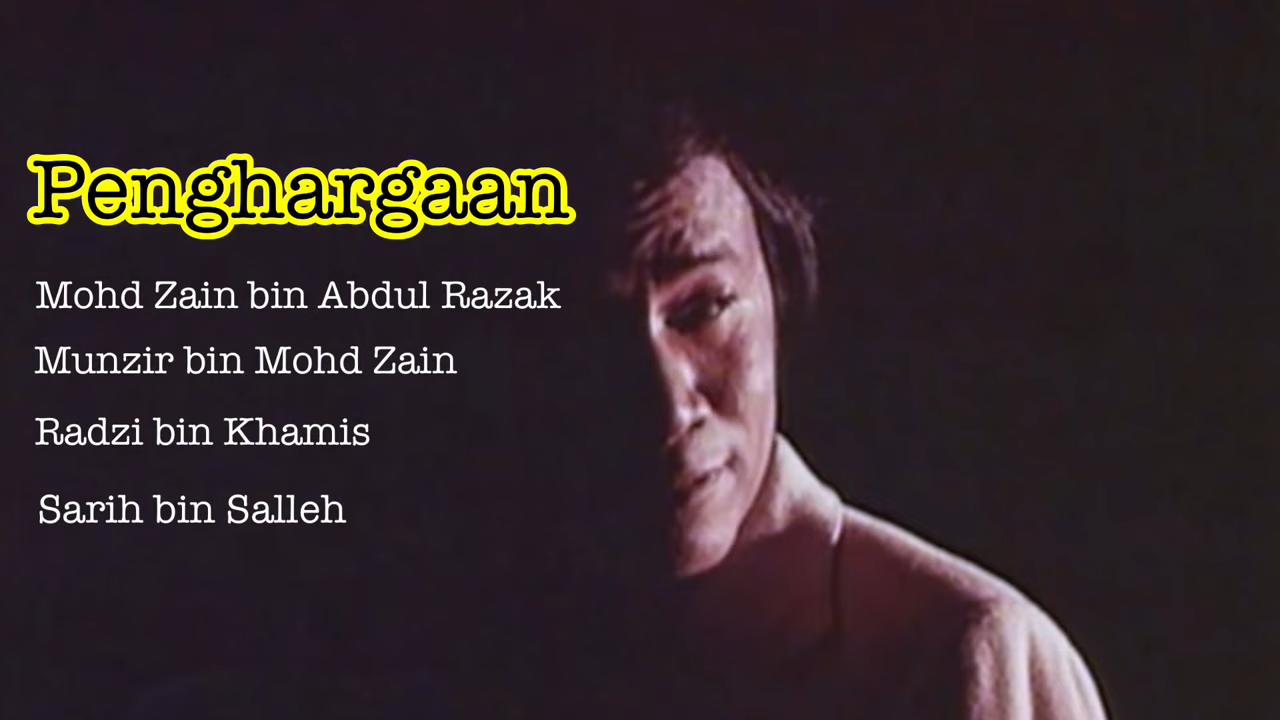 Penghargaan
Mohd Zain bin Abdul Razak
Munzir bin Mohd Zain
Radzi bin Khamis
Sarih bin Salleh